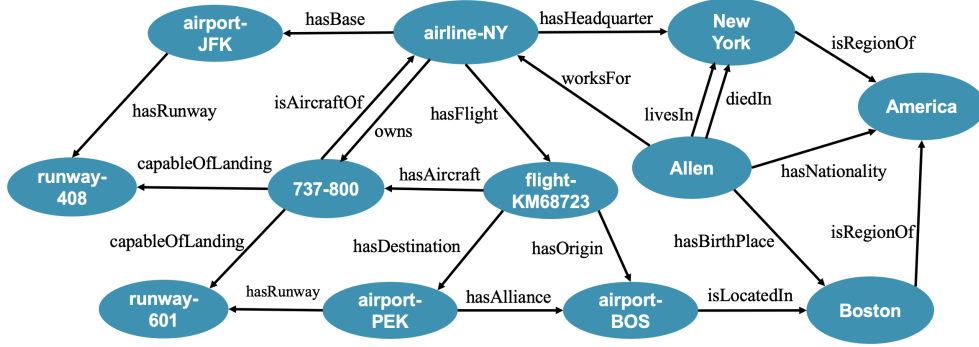 airport-
JFK
hasBase
airline-NY
hasHeadquarter
New
York
isRegionOf
America
hasRunway
isAircraftOf
owns
hasFlight
worksFor
livesIn
diedIn
runway-
408
capableOfLanding
737-800
hasAircraft
flight-
KM68723
Allen
hasNationality
capableOfLanding
hasDestination
hasOrigin
hasBirthPlace
isRegionOf
runway-
601
hasRunway
airport-
PEK
hasAlliance
airport-
BOS
isLocatedIn
Boston